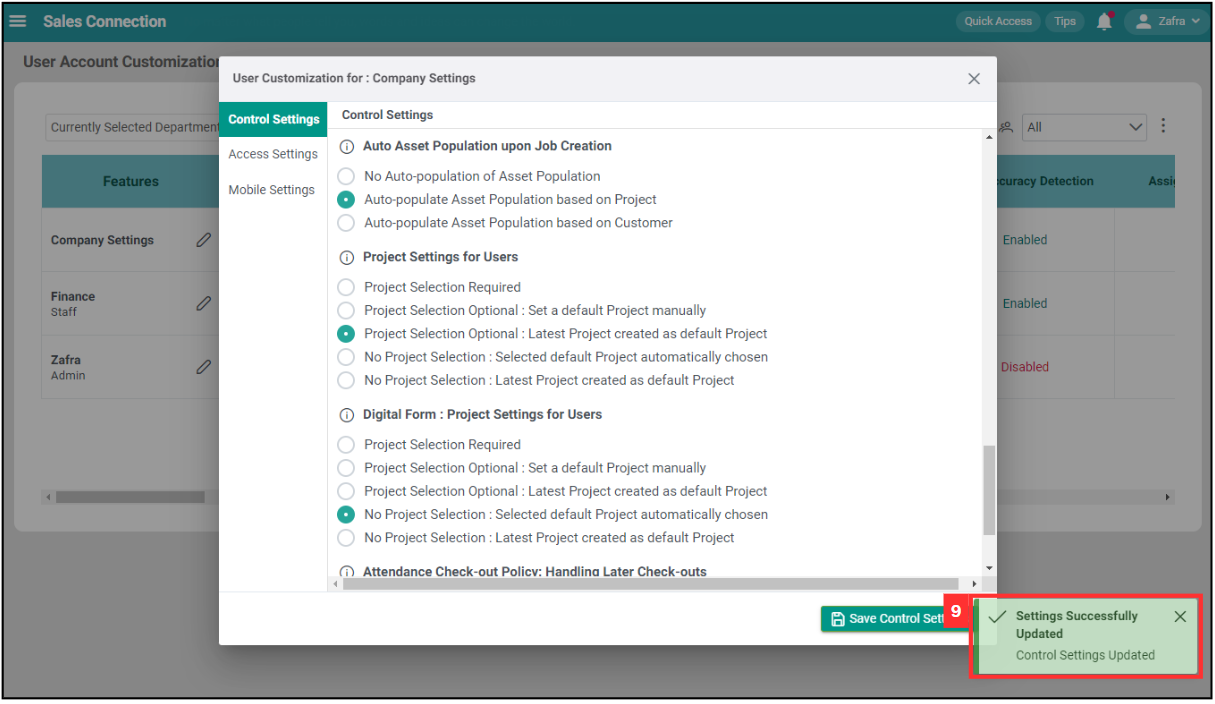 Sales Connection
Quick Access
Tips
Zafra
User Account Customization
User Customization for : Company Settings
Currently Selected Department
All
Control Settings
Access Settings
Mobile Settings
Control Settings
Auto Asset Population upon Job Creation
No Auto-population of Asset Population
Auto-populate Asset Population based on Project
Auto-populate Asset Population based on Customer
Project Settings for Users
Project Selection Required
Project Selection Optional : Set a default Project manually
Project Selection Optional : Latest Project created as default Project
No Project Selection : Selected default Project automatically chosen
No Project Selection : Latest Project created as default Project
Digital Form : Project Settings for Users
Project Selection Required
Project Selection Optional : Set a default Project manually
Project Selection Optional : Latest Project created as default Project
No Project Selection : Selected default Project automatically chosen
No Project Selection : Latest Project created as default Project
Attendance Check-out Policy: Handling Later Check-outs
Features
Detection
Company Settings
Enabled
Finance
Staff
Enabled
Zafra
Admin
Disabled
Save Control
9
Settings Successfully
Updated
Control Settings Updated